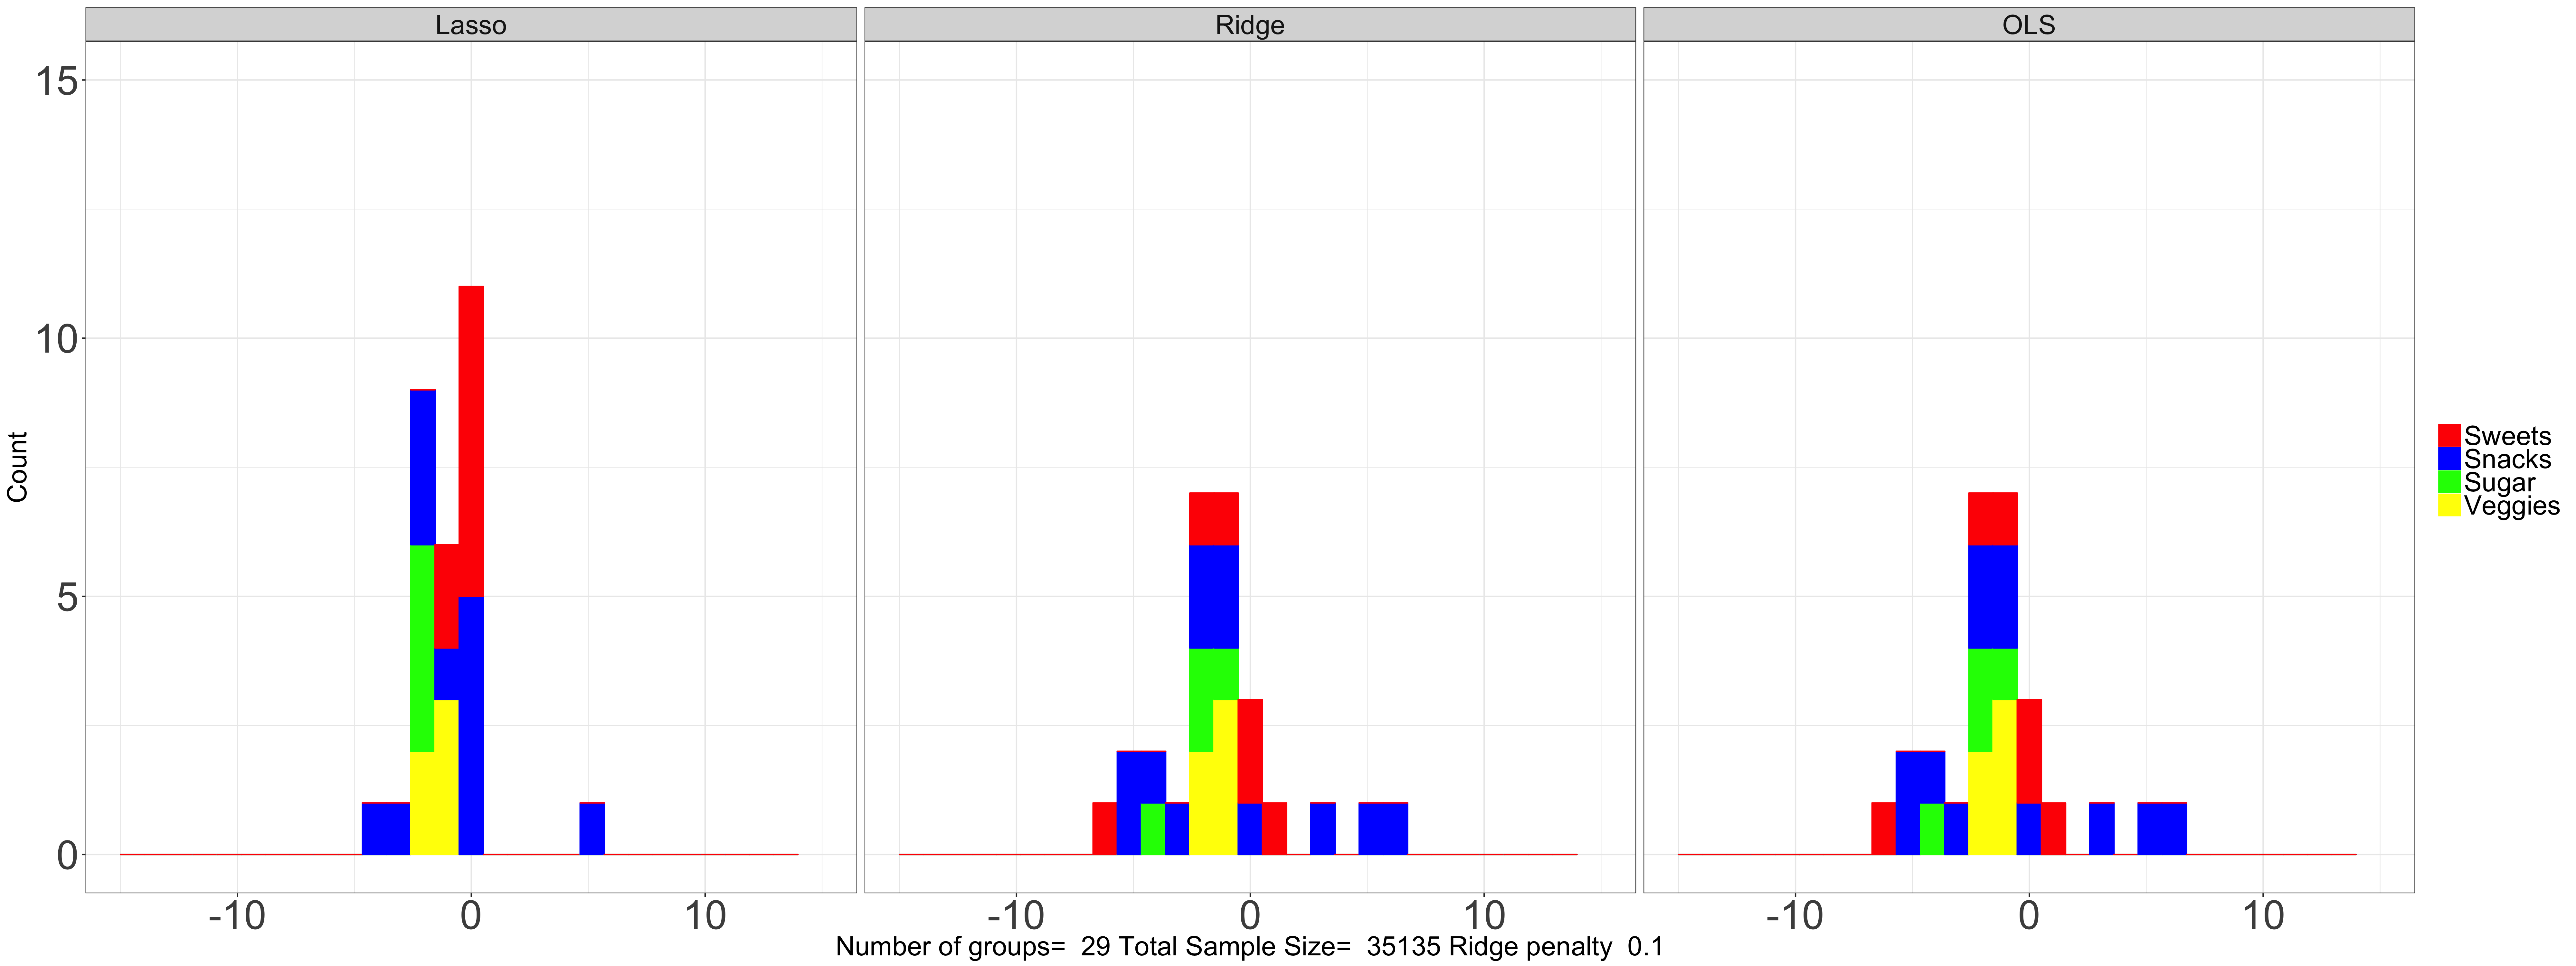 Lasso
Ridge
OLS
15
10
5
0
Count
-10 0 10
-10 0 10
-10 0 10
Number of groups= 29 Total Sample Size= 35135 Ridge penalty 0.1
Sweets
Snacks
Sugar
Veggies